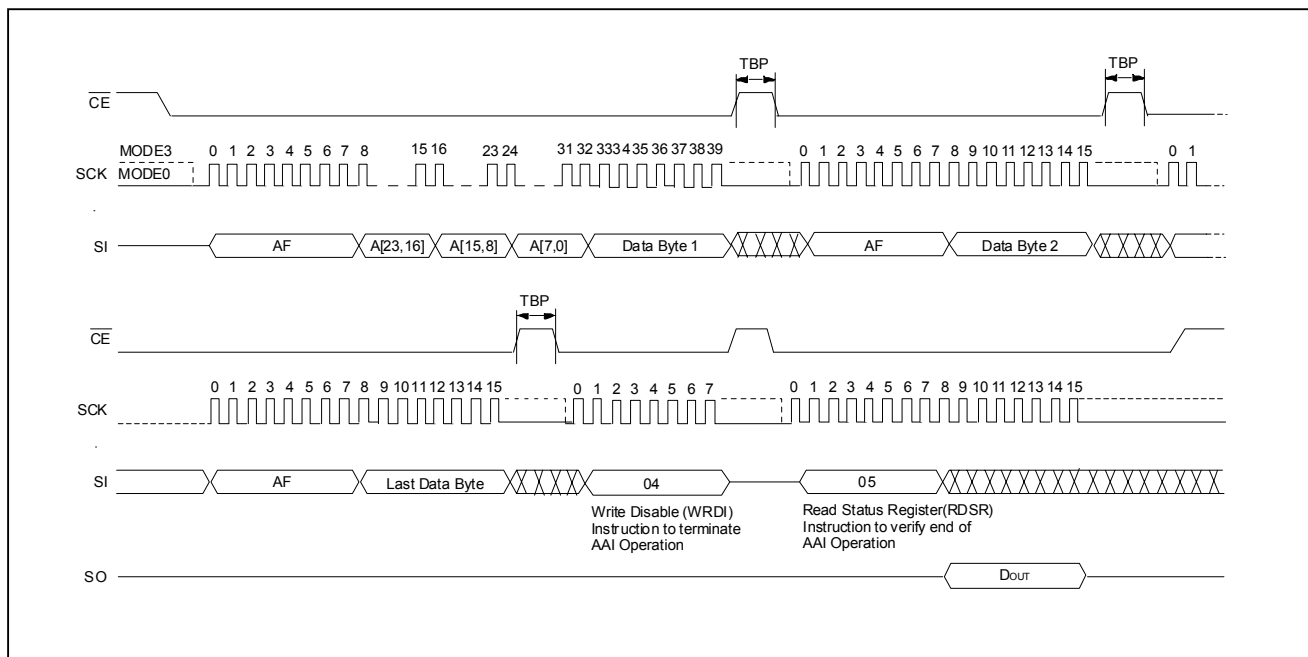 TBP TBP
CE
MODE3 0 1 2 3 4 5 6 7 8 15 16 23 24 31 32 333 435 36 37 38 39 0 1 2 3 4 5 6 7 8 9 10 11 12 13 14 15 0 1
SCK MODE0
SI AF A[23,16] A[15,8] A[7,0] Data Byte 1 AF Data Byte 2
TBP
CE
0 1 2 3 4 5 6 7 8 9 10 11 12 13 14 15 0 1 2 3 4 5 6 7 0 1 2 3 4 5 6 7 8 9 10 11 12 13 14 15
SCK
SI AF Last Data Byte 04 05
Write Disable (WRDI) Read Status Register(RDSR)
Instruction to terminate Instruction to verify end of
AAI Operation AAI Operation
SO DOUT